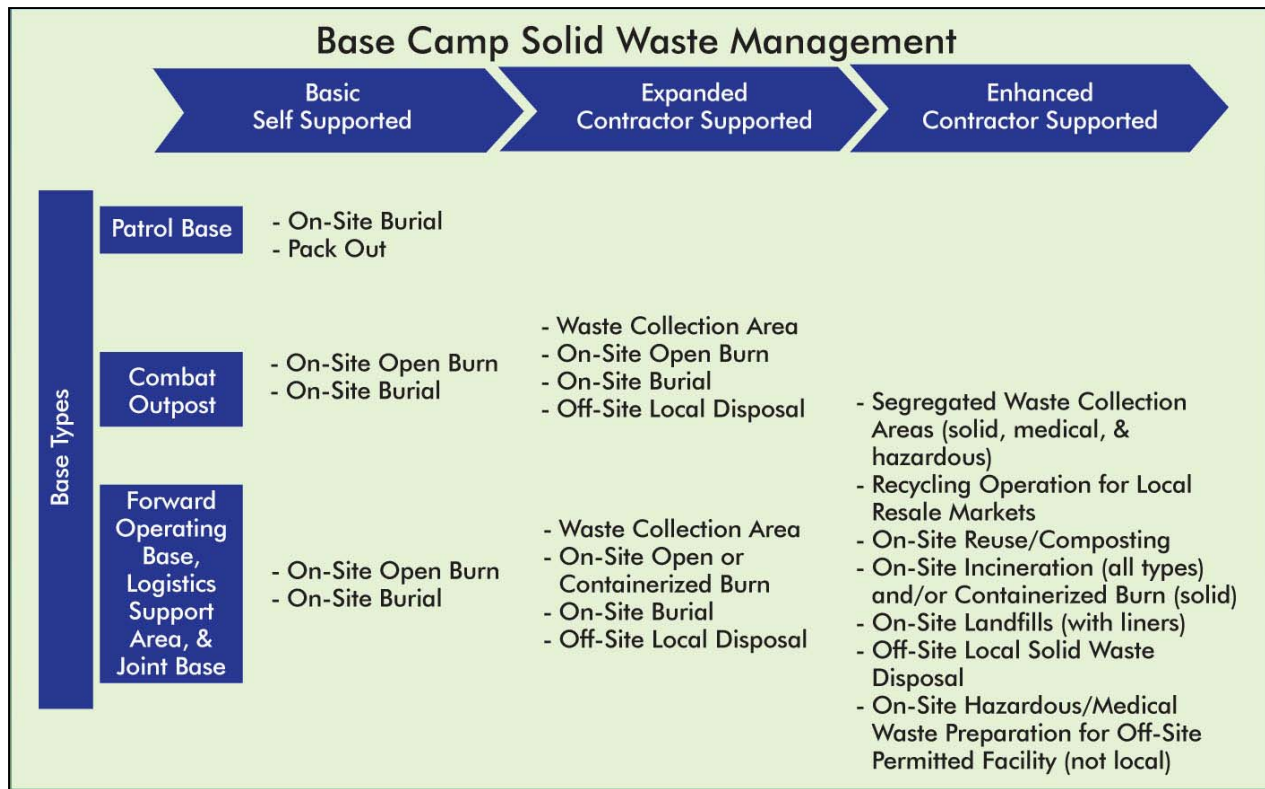 Base Camp Solid Waste Management
Basic
Self Supported
Expanded
Contractor Supported
Enhanced
Contractor Supported
Base Types
Patrol Base
- On-Site Burial
- Pack Out
Combat
Outpost
- On-Site Open Burn
- On-Site Burial
- Waste Collection Area
- On-Site Open Burn
- On-Site Burial
- Off-Site Local Disposal
Forward
Operating
Base,
Logistics
Support
Area, &
Joint Base
- On-Site Open Burn
- On-Site Burial
- Waste Collection Area
- On-Site Open or
Containerized Burn
- On-Site Burial
- Off-Site Local Disposal
- Segregated Waste Collection
Areas (solid, medical, &
hazardous)
- Recycling Operation for Local
Resale Markets
- On-Site Reuse/Composting
- On-Site Incineration (all types)
and/or Containerized Burn (solid)
- On-Site Landfills (with liners)
- Off-Site Local Solid Waste
Disposal
- On-Site Hazardous/Medical
Waste Preparation for Off-Site
Permitted Facility (not local)